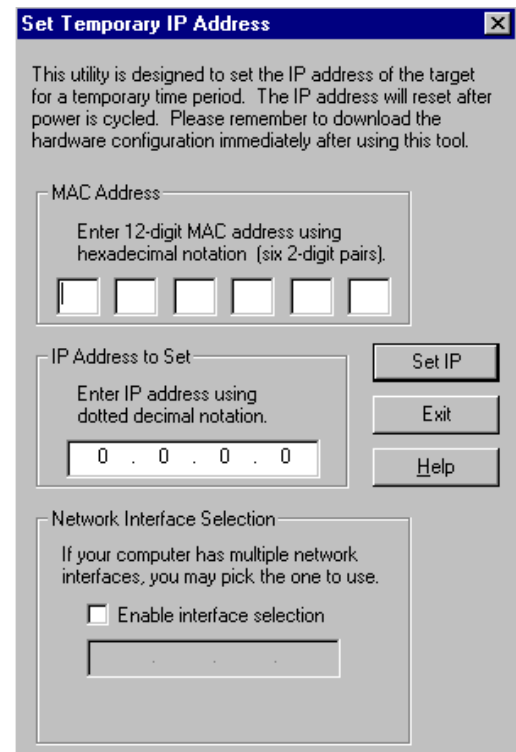 Set Temporary IP Address
This utility is designed to set the IP address of the target
for a temporary time period.  The IP address will reset after
power is cycled.  Please remember to download the
hardware configuration immediately after using this tool.
MAC Address
Enter 12-digit MAC address using
hexadecimal notation  (six 2-digit pairs).
IP Address to Set
Enter IP address using
dotted decimal notation.
0 . 0 . 0 . 0
Set IP
Exit
Help
Network Interface Selection
If your computer has multiple network
interfaces, you may pick the one to use.
Enable interface selection
. . .